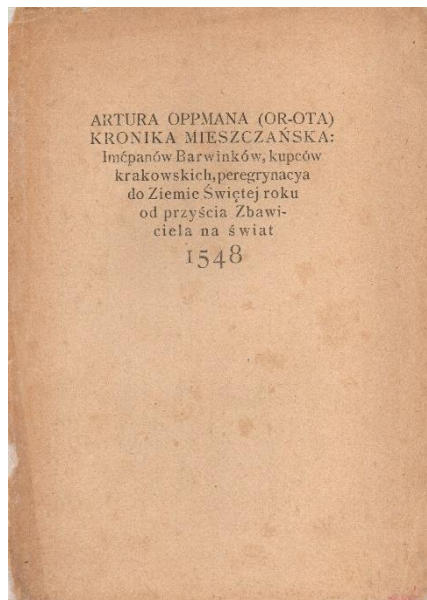 ARTURA OPPMANA (OR-OTA)
KRONIKA MIESZCZAŃSKA:
Imćpanów Barwinków, kupców
krakowskich, peregrynacya
do Ziemie Świętej roku
od przyścia Zbawi-
ciela na świat
1548